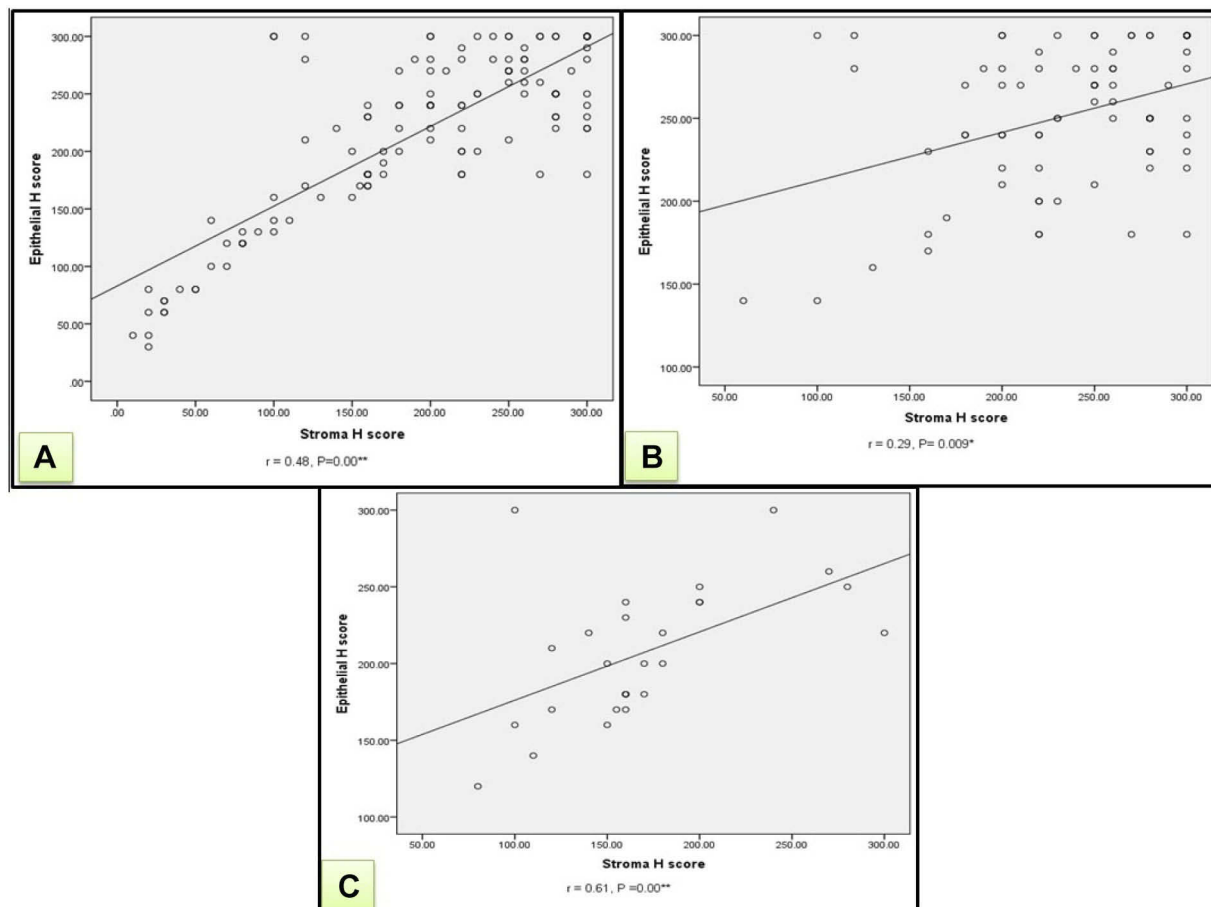 300.00
250.00
200.00
150.00
100.00
50.00
.00
Epithelial H score
.00 50.00 100.00 150.00 200.00 250.00 300.00
Stroma H score
r = 0.48, P=0.00**
A
300.00
250.00
200.00
150.00
100.00
Epithelial H score
50.00 100.00 150.00 200.00 250.00 300.00
Stroma H score
r = 0.29, P= 0.009*
B
300.00
250.00
200.00
150.00
100.00
Epithelial H score
50.00 100.00 150.00 200.00 250.00 300.00
Stroma H score
r = 0.61, P =0.00**
C